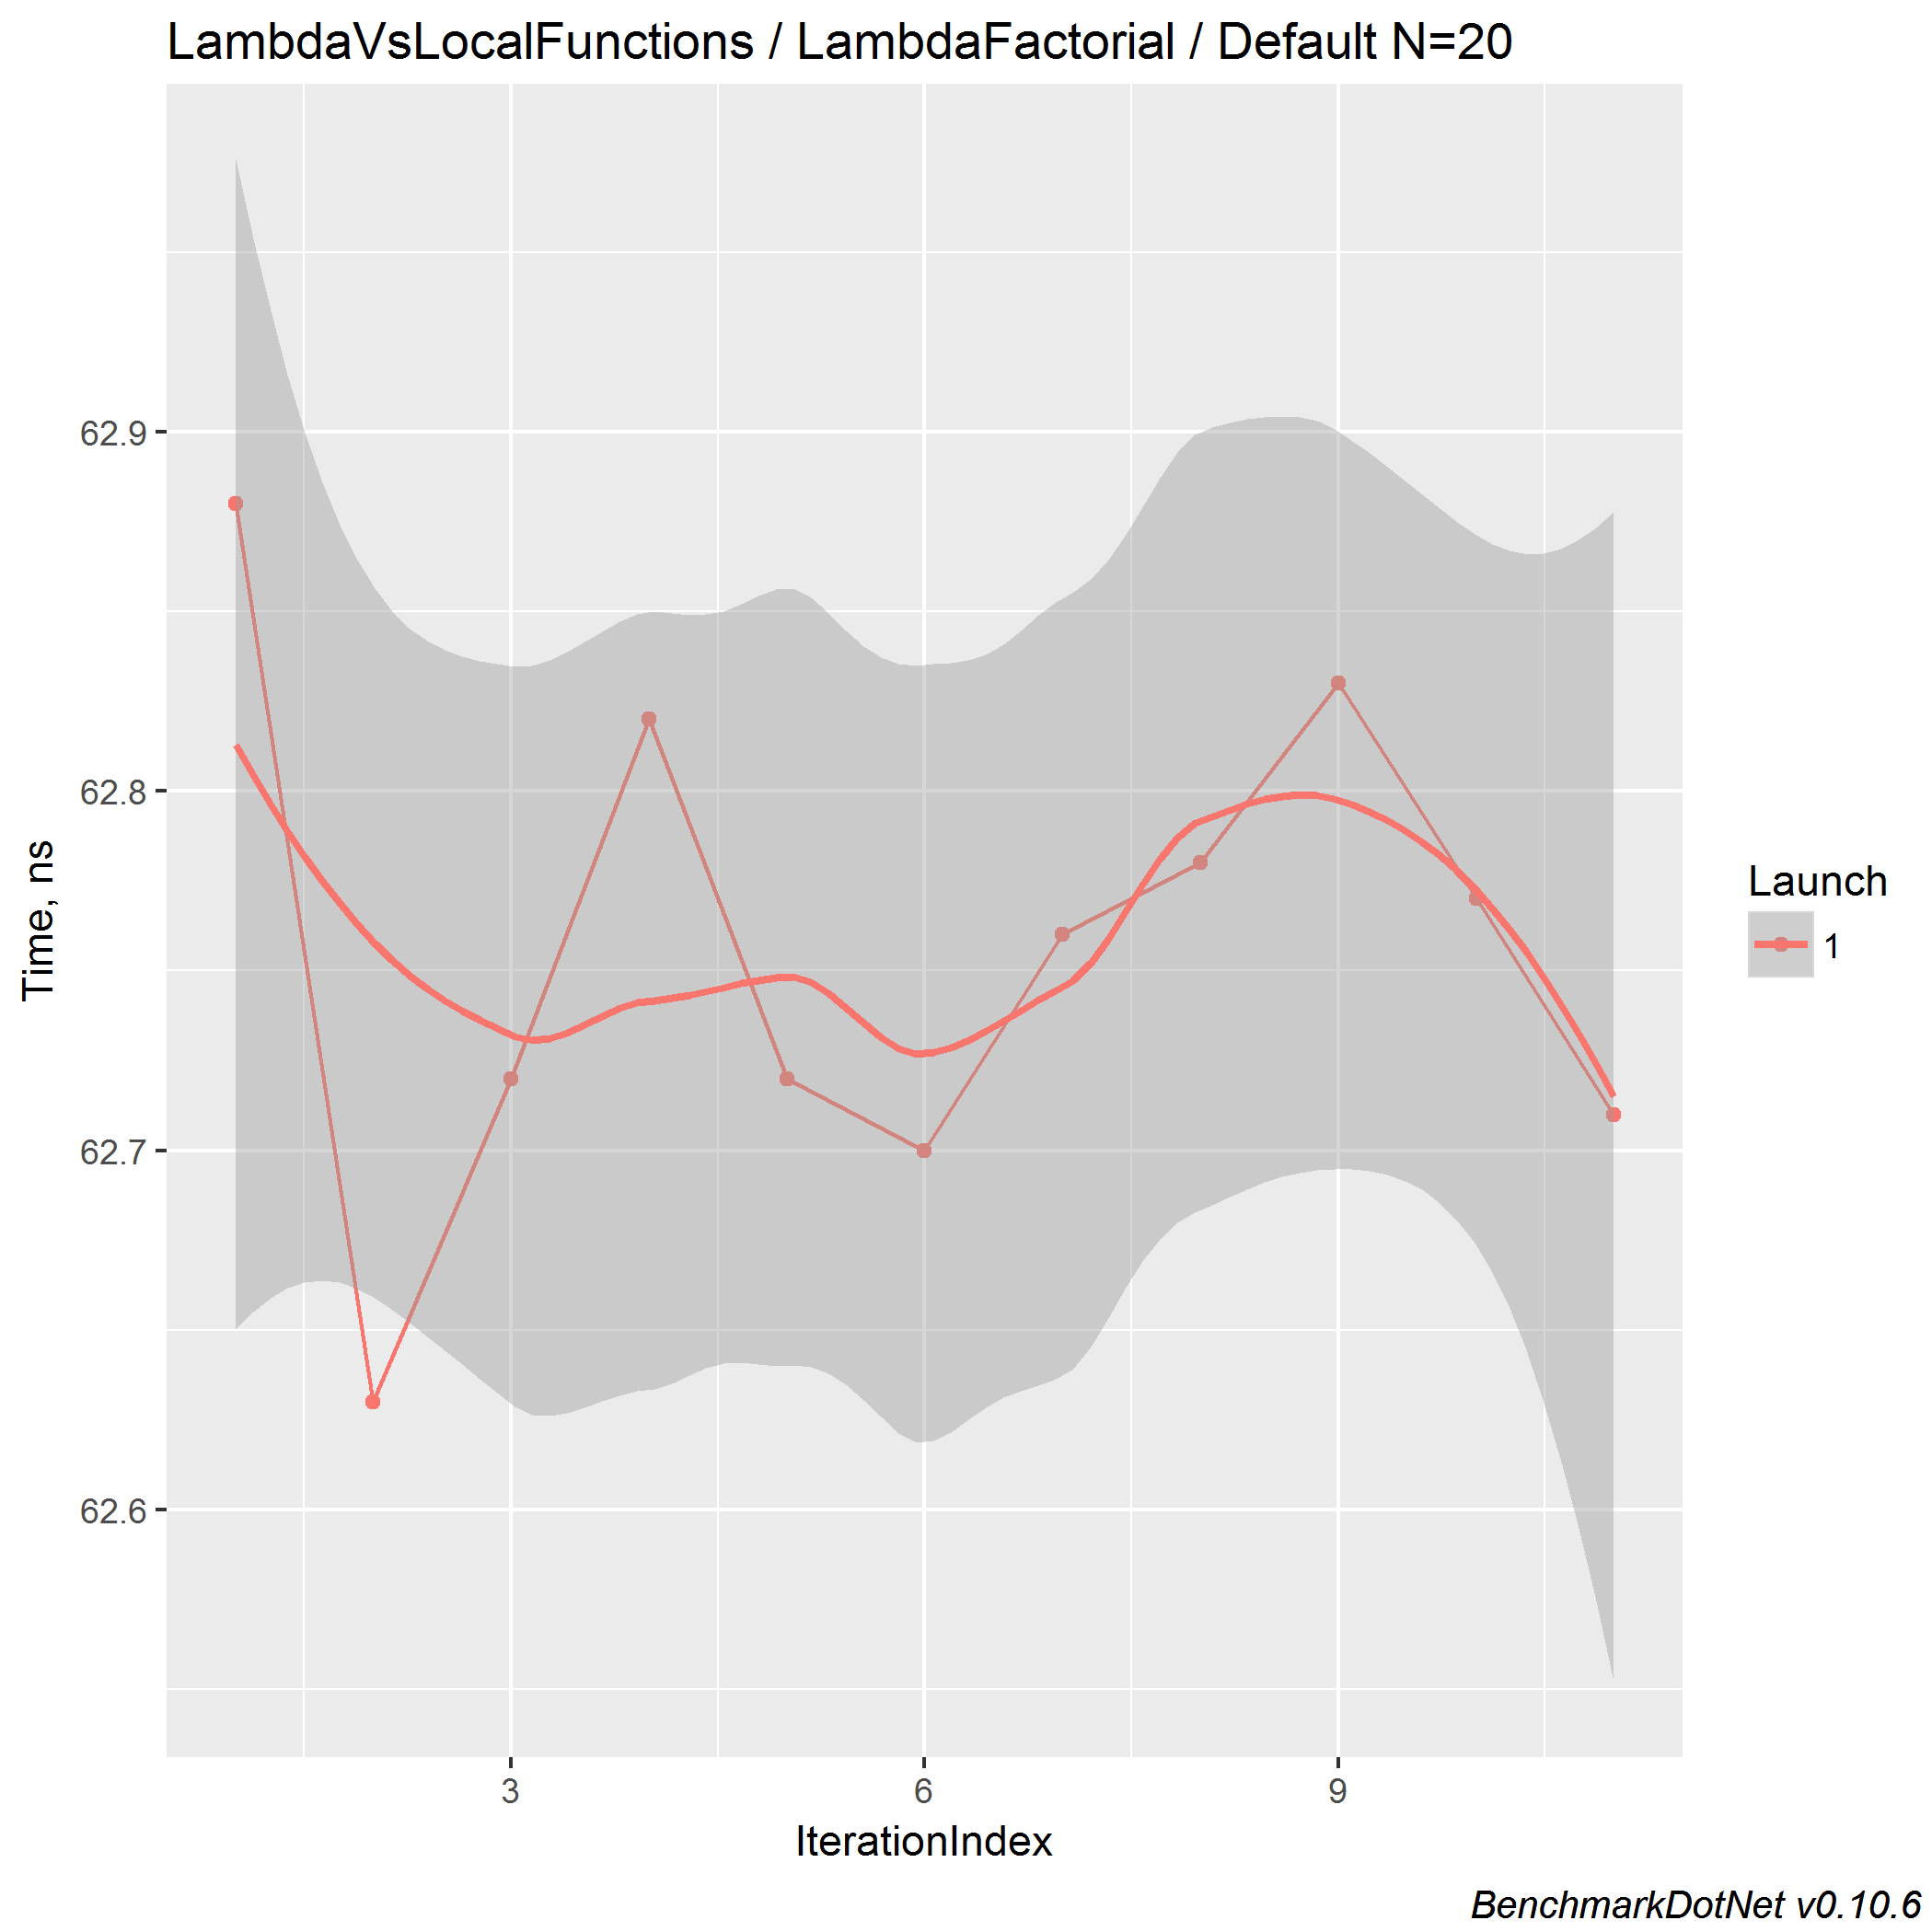 LambdaVsLocalFunctions / LambdaFactorial / Default N=20
62.9
62.8
62.7
62.6
Time, ns
3
6
9
IterationIndex
Launch
1
BenchmarkDotNet v0.10.6